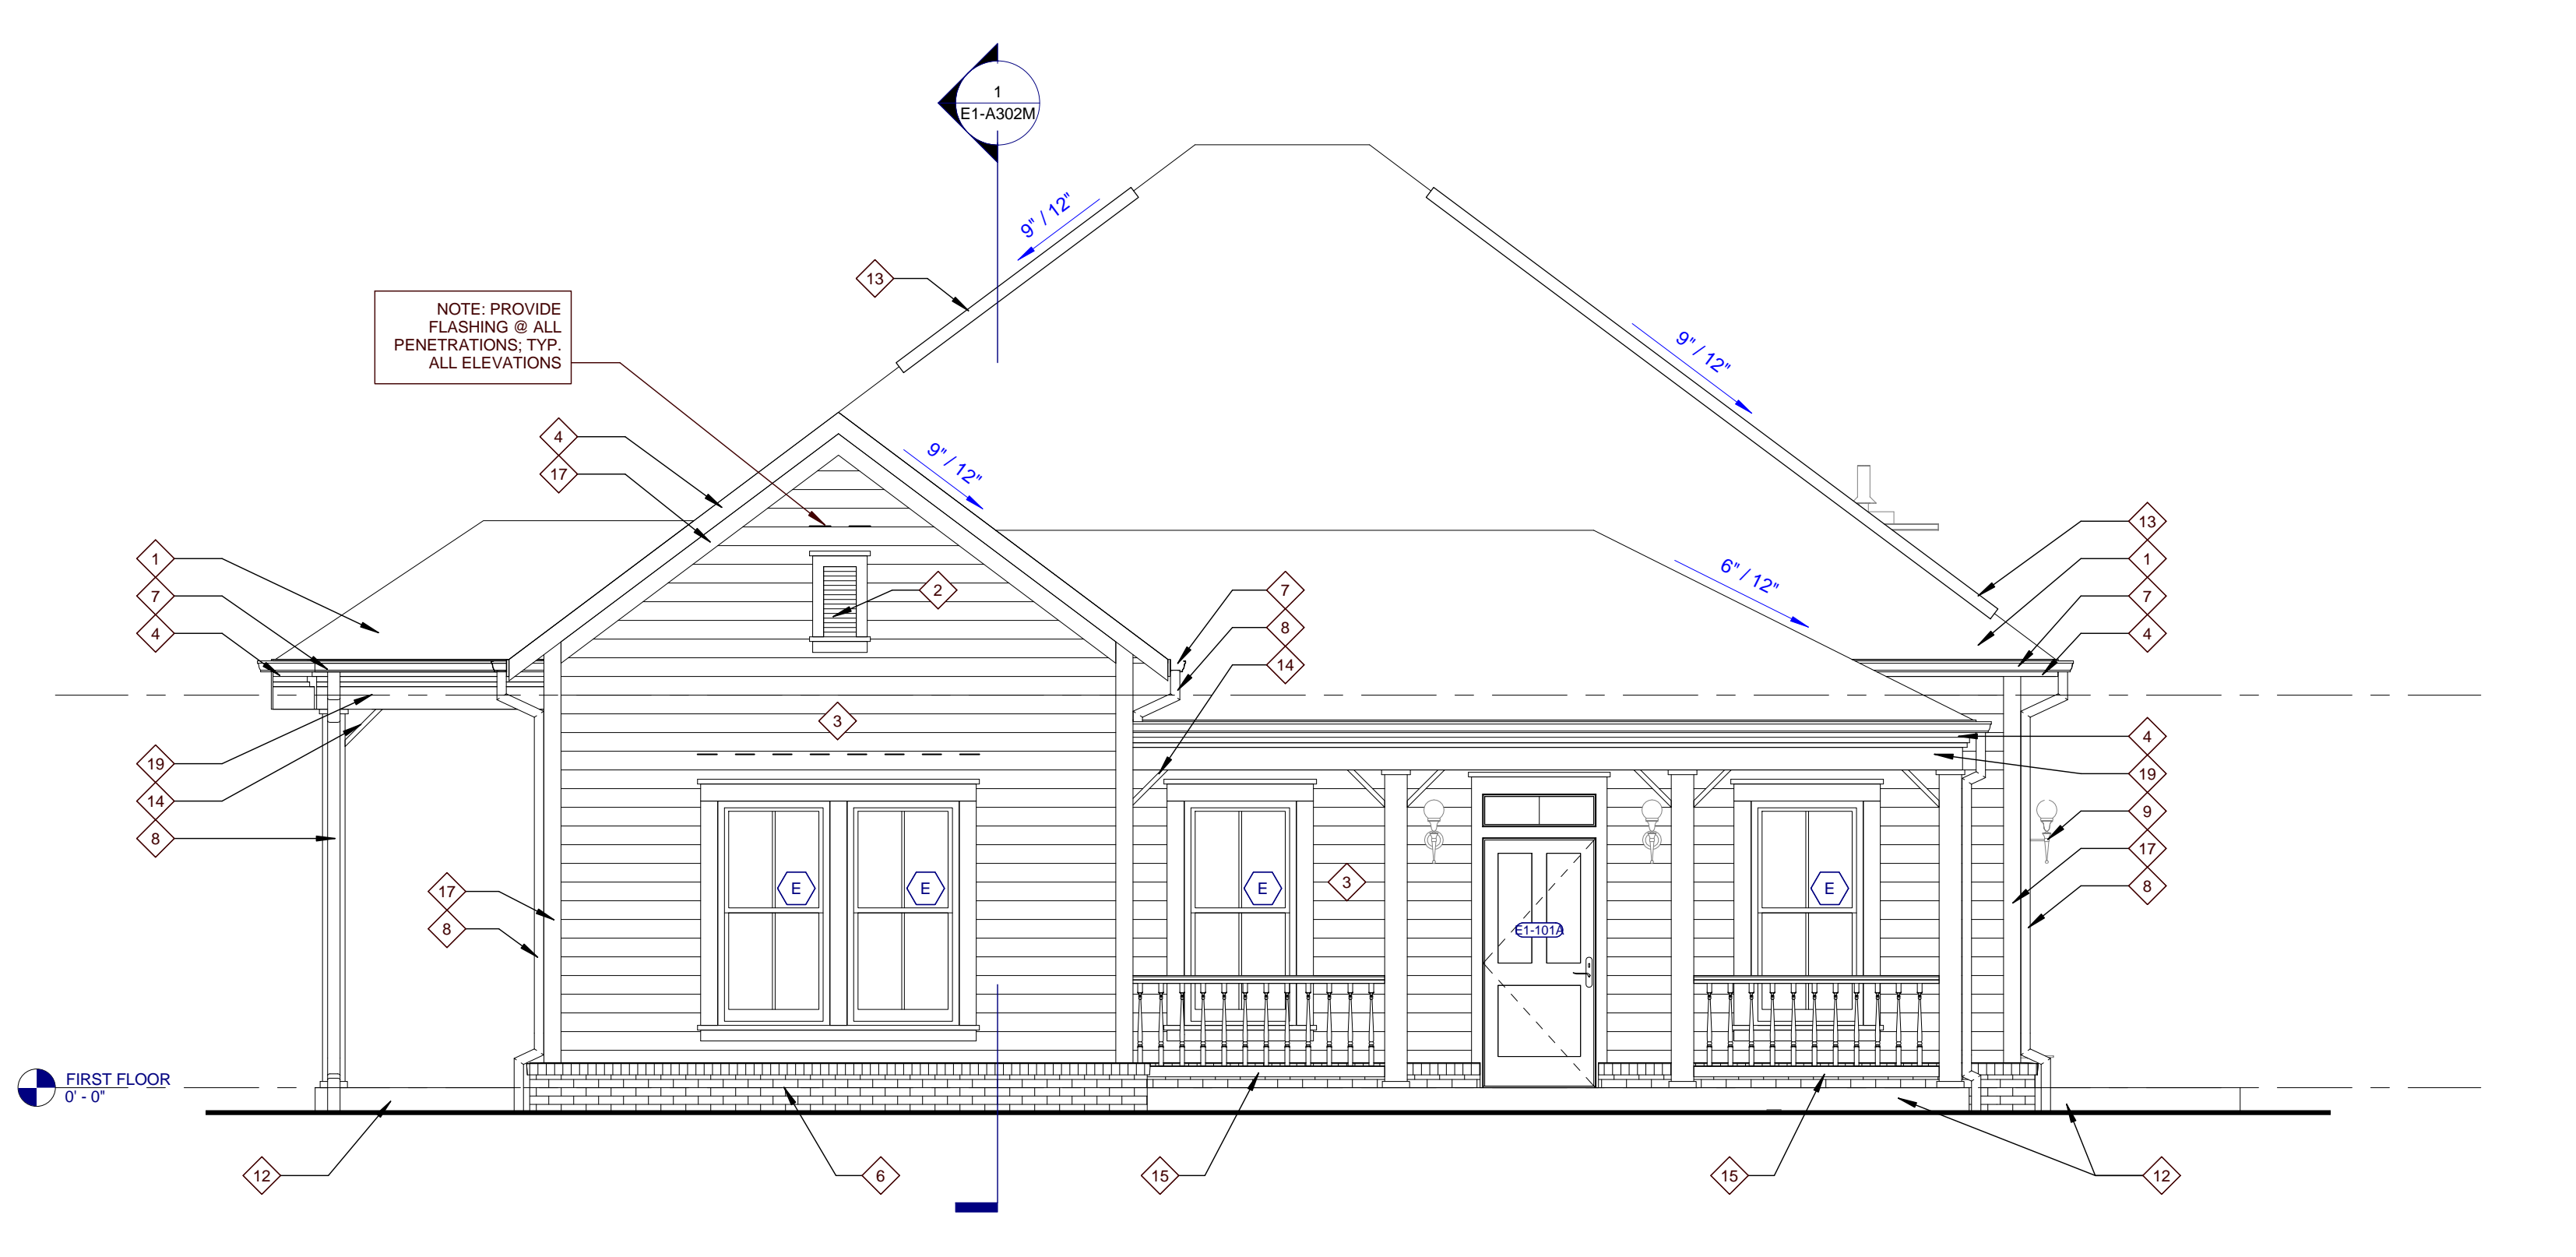 1
E1-A302M
9" / 12"
9" / 12"
13
NOTE: PROVIDE
FLASHING @ ALL
PENETRATIONS; TYP.
ALL ELEVATIONS
4
17
9" / 12"
6" / 12"
1
7
4
2
7
8
14
13
1
7
4
3
19
14
8
4
19
9
17
8
17
8
E
E
E
3
E
E1-101A
FIRST FLOOR
0' - 0"
12
6
15
15
12